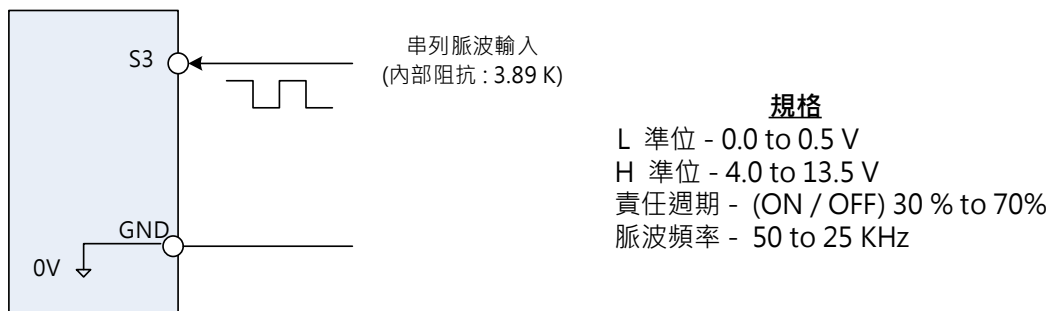 S3
串列脈波輸入
(內部阻抗 : 3.89 K)
GND
0V
規格
L 準位 - 0.0 to 0.5 V
H 準位 - 4.0 to 13.5 V
責任週期 - (ON / OFF) 30 % to 70%
脈波頻率 - 50 to 25 KHz